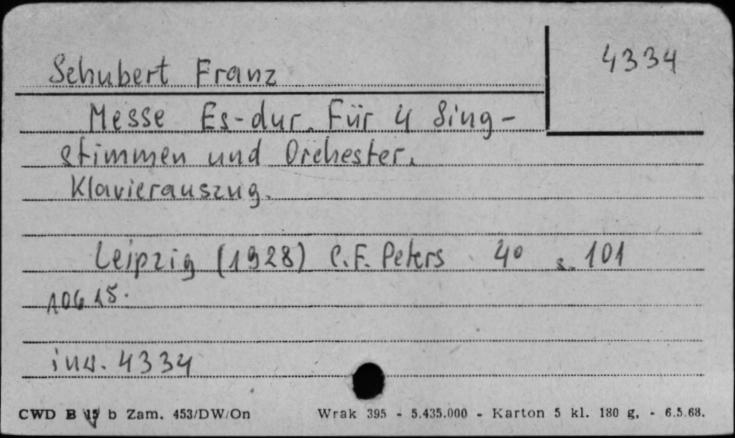 4334
Schubert Franz
Messe Es-dur. Für 4 Sing-
stimmen und Orchester.
Klavierauszug.
Leipzig (1928) C.F. Peters 4° s. 101
10615.
inw. 4334
CWD B b Zam. 453/DW/On Wrak 395 - 5.435.000 - Karton 5 kl. 180 g. - 6.5.68.